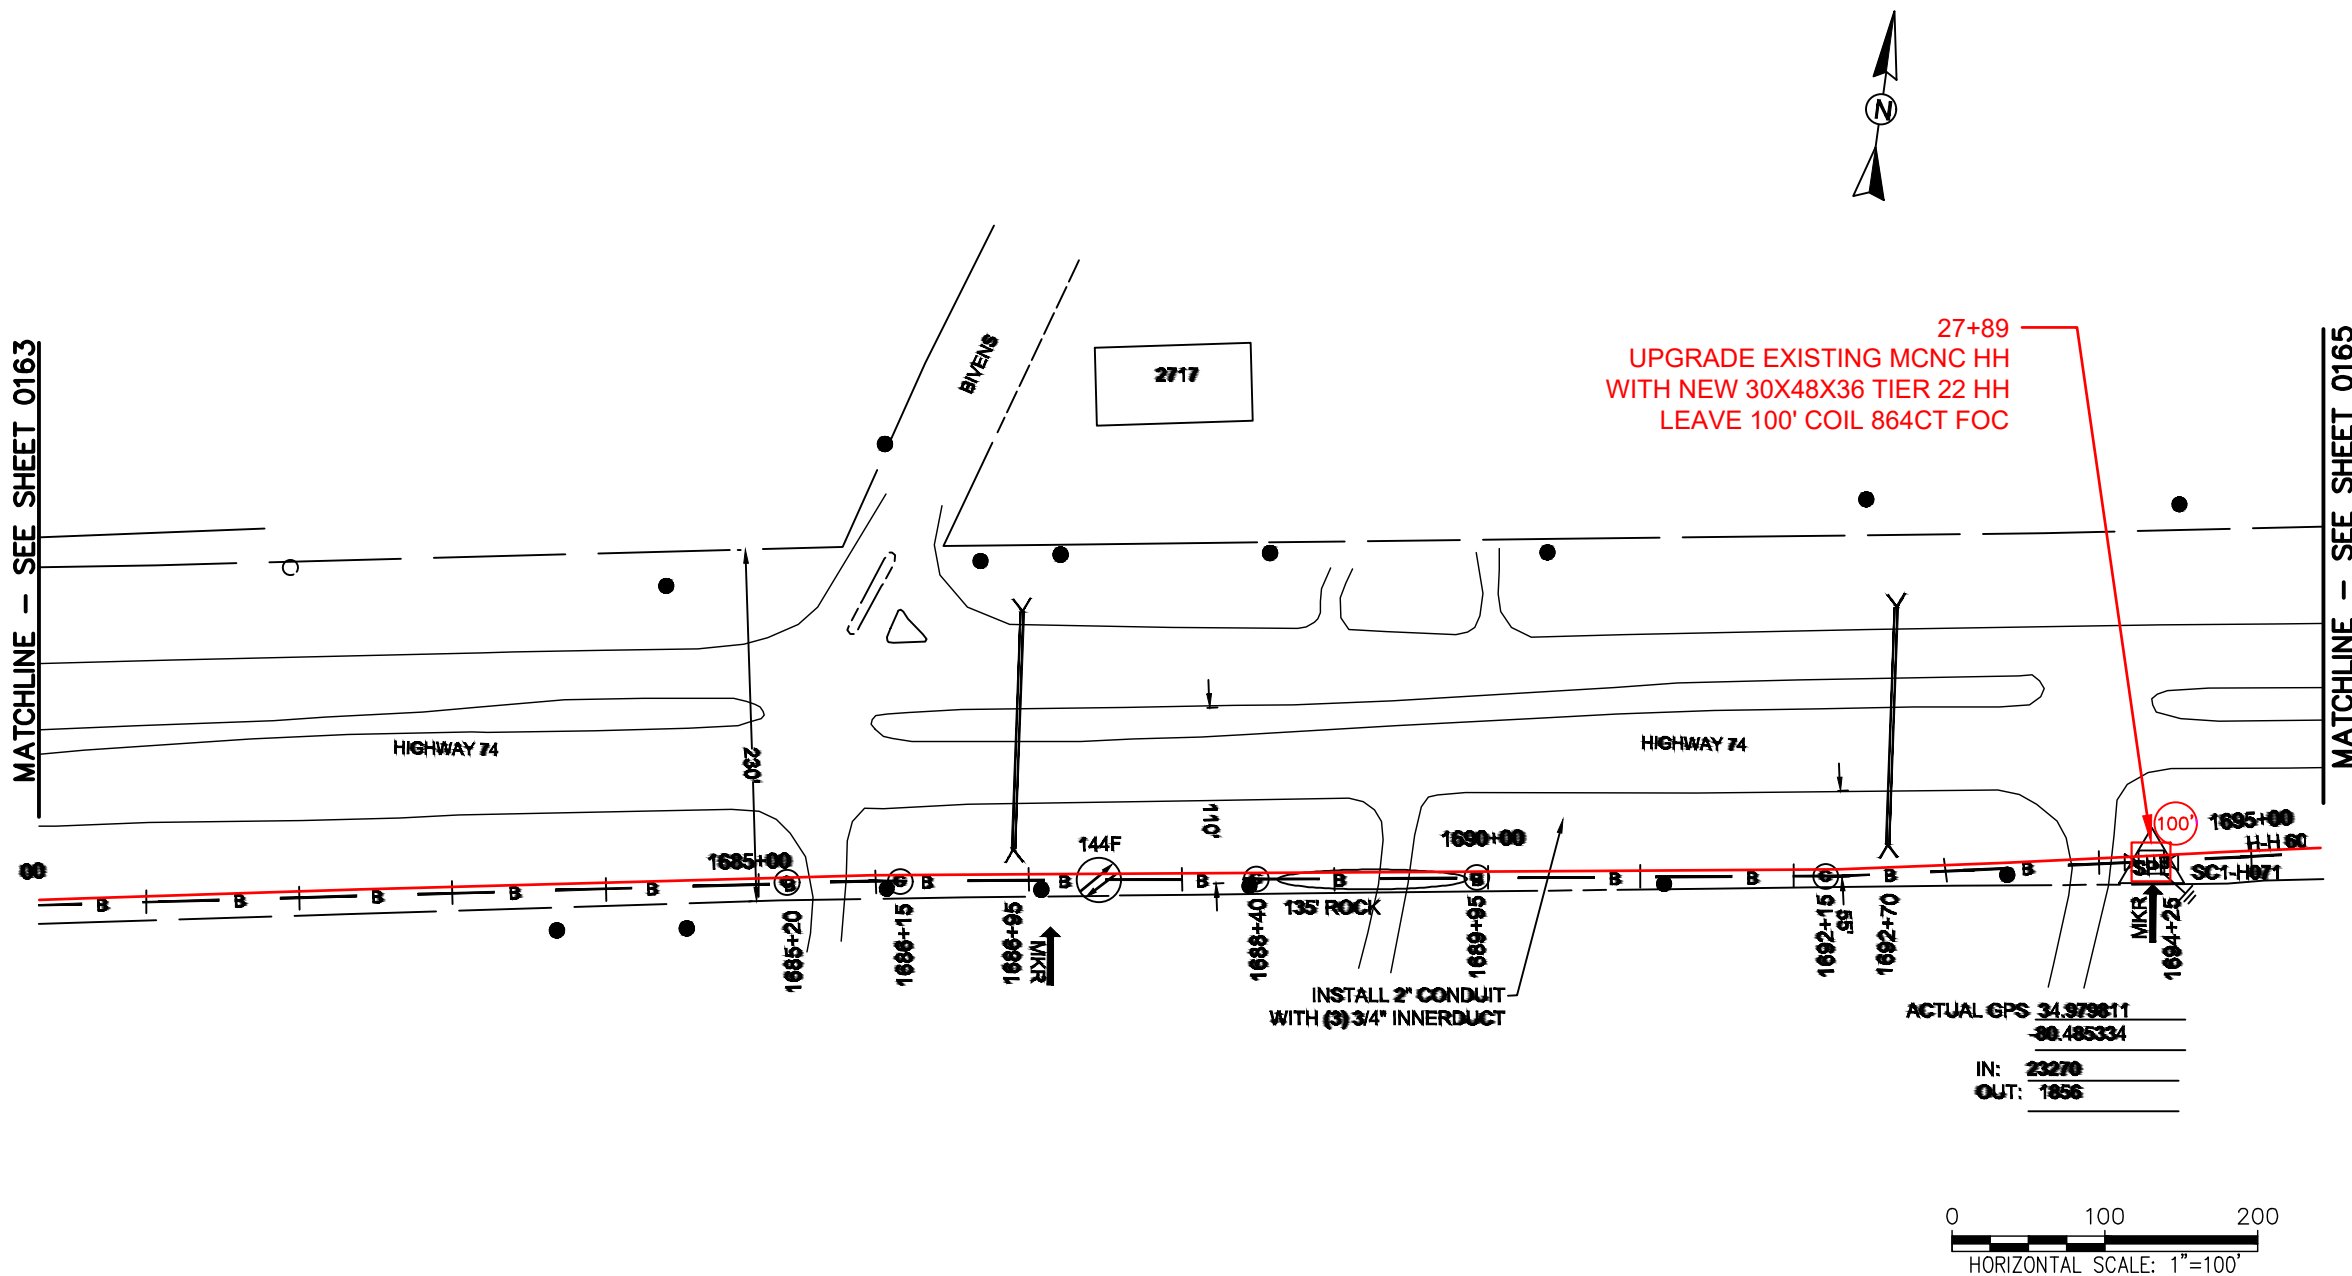 N
MATCHLINE - SEE SHEET 0163
MATCHLINE - SEE SHEET 0165
BIVENS
2717
27+89
UPGRADE EXISTING MCNC HH
WITH NEW 30X48X36 TIER 22 HH
LEAVE 100' COIL 864CT FOC
HIGHWAY 74
HIGHWAY 74
230'
110'
55'
00
1685+00
144F
1690+00
100'
1695+00
H-H 60
SC1-H071
B
B
B
B
B
B
B
B
B
B
B
B
B
B
135' ROCK
1685+20
1686+15
1686+95
MKR
1688+40
1689+95
1692+15
1692+70
MKR
1694+25
INSTALL 2" CONDUIT
WITH (3) 3/4" INNERDUCT
ACTUAL GPS 34.979811
-80.485334
IN: 23270
OUT: 1856
0 100 200
HORIZONTAL SCALE: 1"=100'